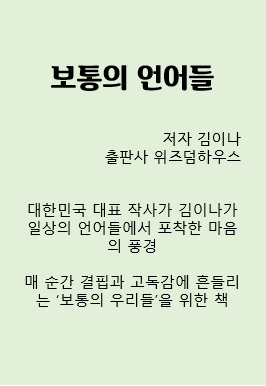 보통의 언어들
저자 김이나
출판사 위즈덤하우스
대한민국 대표 작사가 김이나가
일상의 언어들에서 포착한 마음
의 풍경
매 순간 결핍과 고독감에 흔들리
는 ‘보통의 우리들’을 위한 책